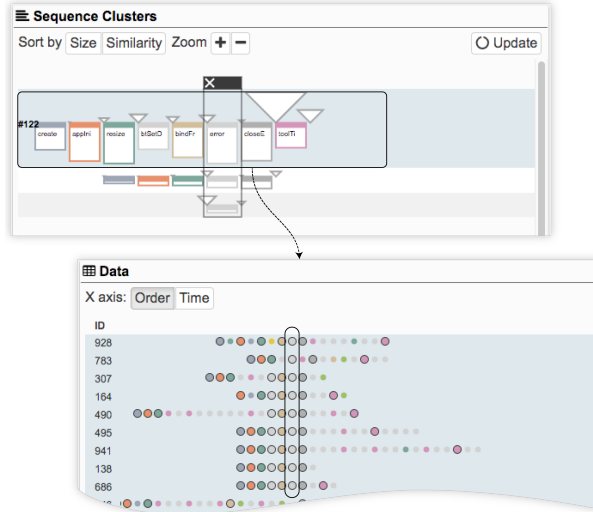 Sequence Clusters
Sort by Size Similarity Zoom + − Update
#122
create appIni resize btSetD bindFr error closeE toolTi
Data
X axis: Order Time
ID
928
783
307
164
490
495
941
138
686